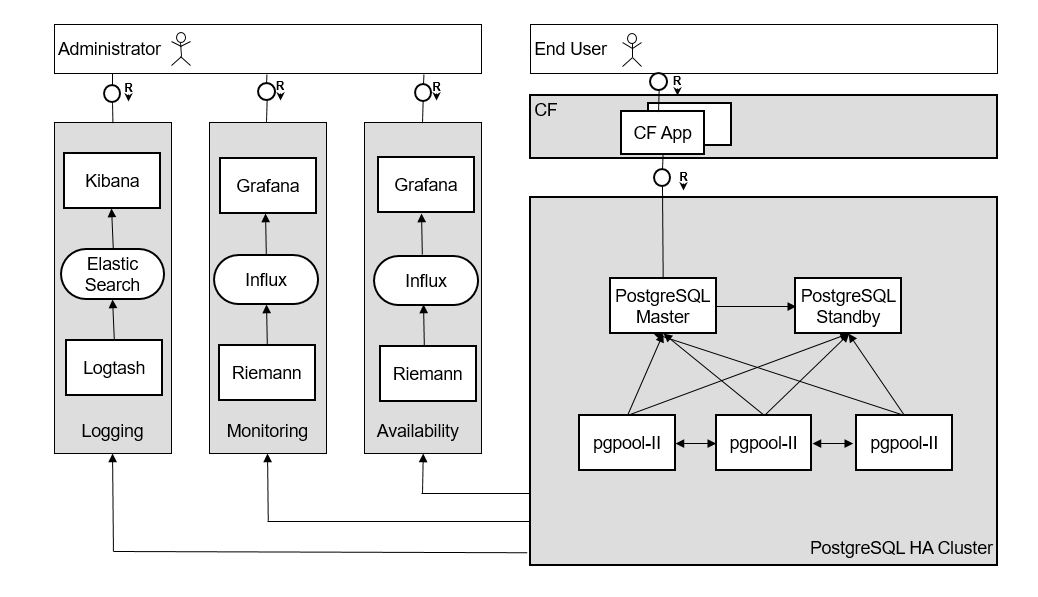 Administrator
End User
R
R
R
R
CF
CF App
R
Kibana
Grafana
Grafana
Elastic
Search
Influx
Influx
PostgreSQL
Master
PostgreSQL
Standby
Logtash
Riemann
Riemann
Logging
Monitoring
Availability
pgpool-II
pgpool-II
pgpool-II
PostgreSQL HA Cluster